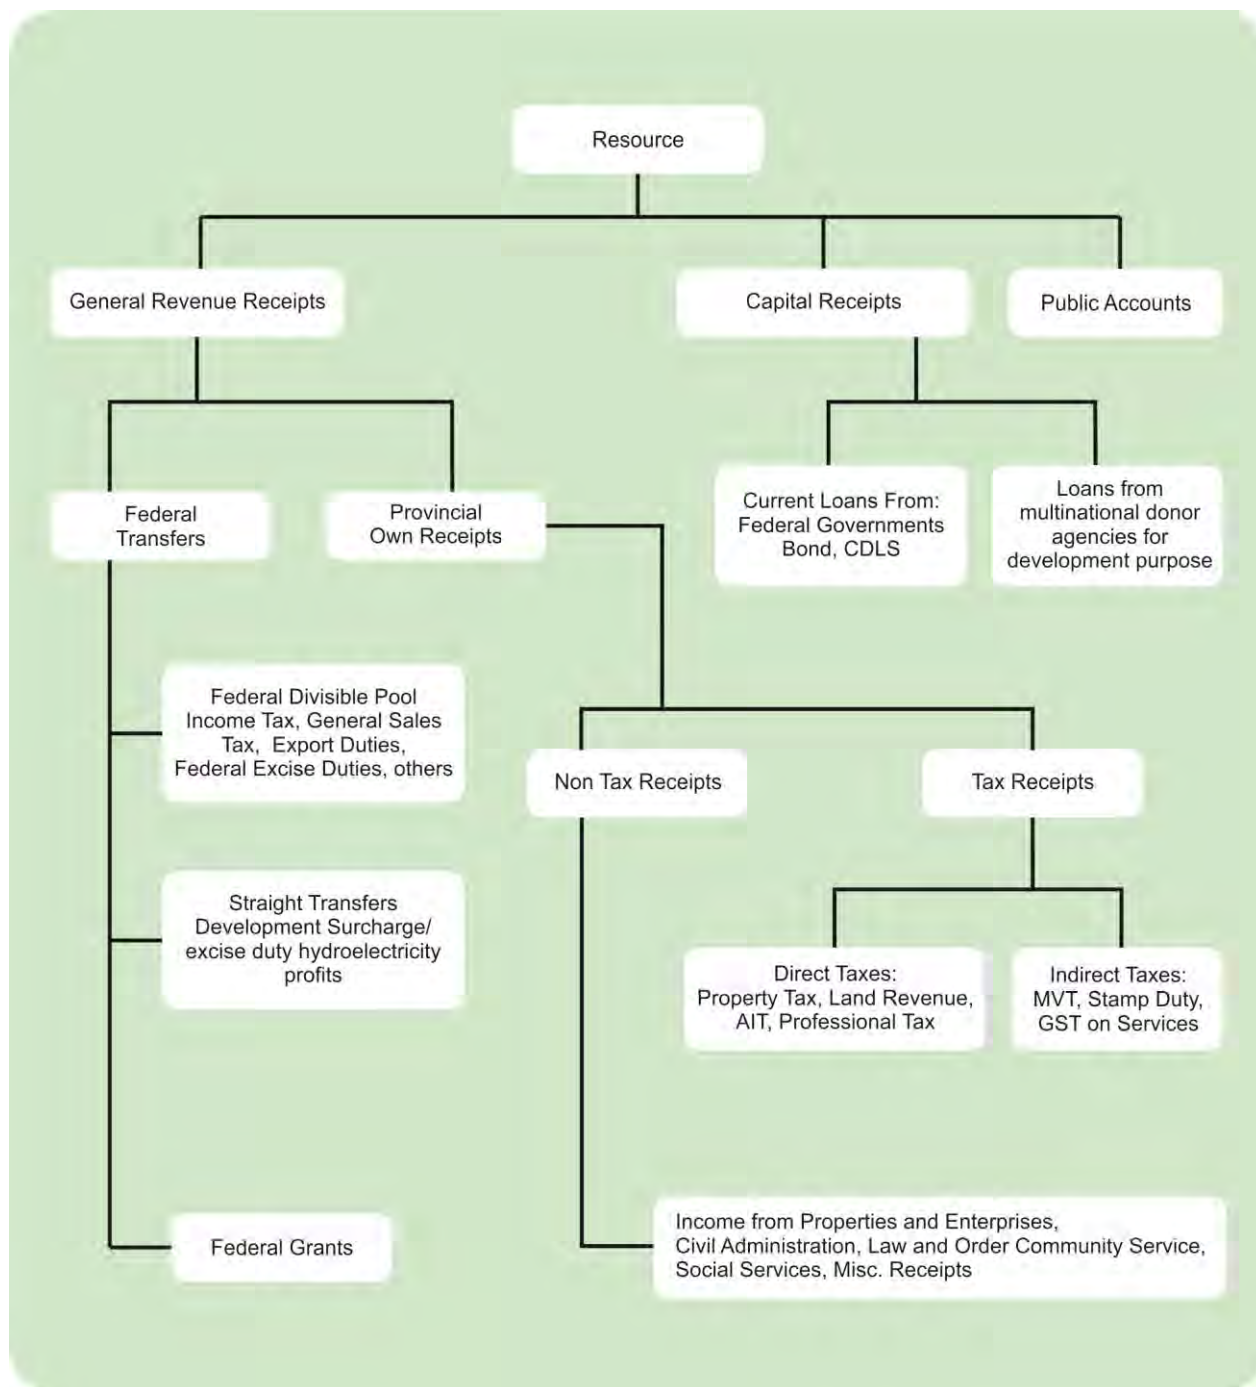 Resource
General Revenue Receipts
Capital Receipts
Public Accounts
Federal
Transfers
Provincial
Own Receipts
Current Loans From:
Federal Governments
Bond, CDLS
Loans from
multinational donor
agencies for
development purpose
Federal Divisible Pool
Income Tax, General Sales
Tax, Export Duties,
Federal Excise Duties, others
Non Tax Receipts
Tax Receipts
Straight Transfers
Development Surcharge/
excise duty hydroelectricity
profits
Direct Taxes:
Property Tax, Land Revenue,
AIT, Professional Tax
Indirect Taxes:
MVT, Stamp Duty,
GST on Services
Federal Grants
Income from Properties and Enterprises,
Civil Administration, Law and Order Community Service,
Social Services, Misc. Receipts